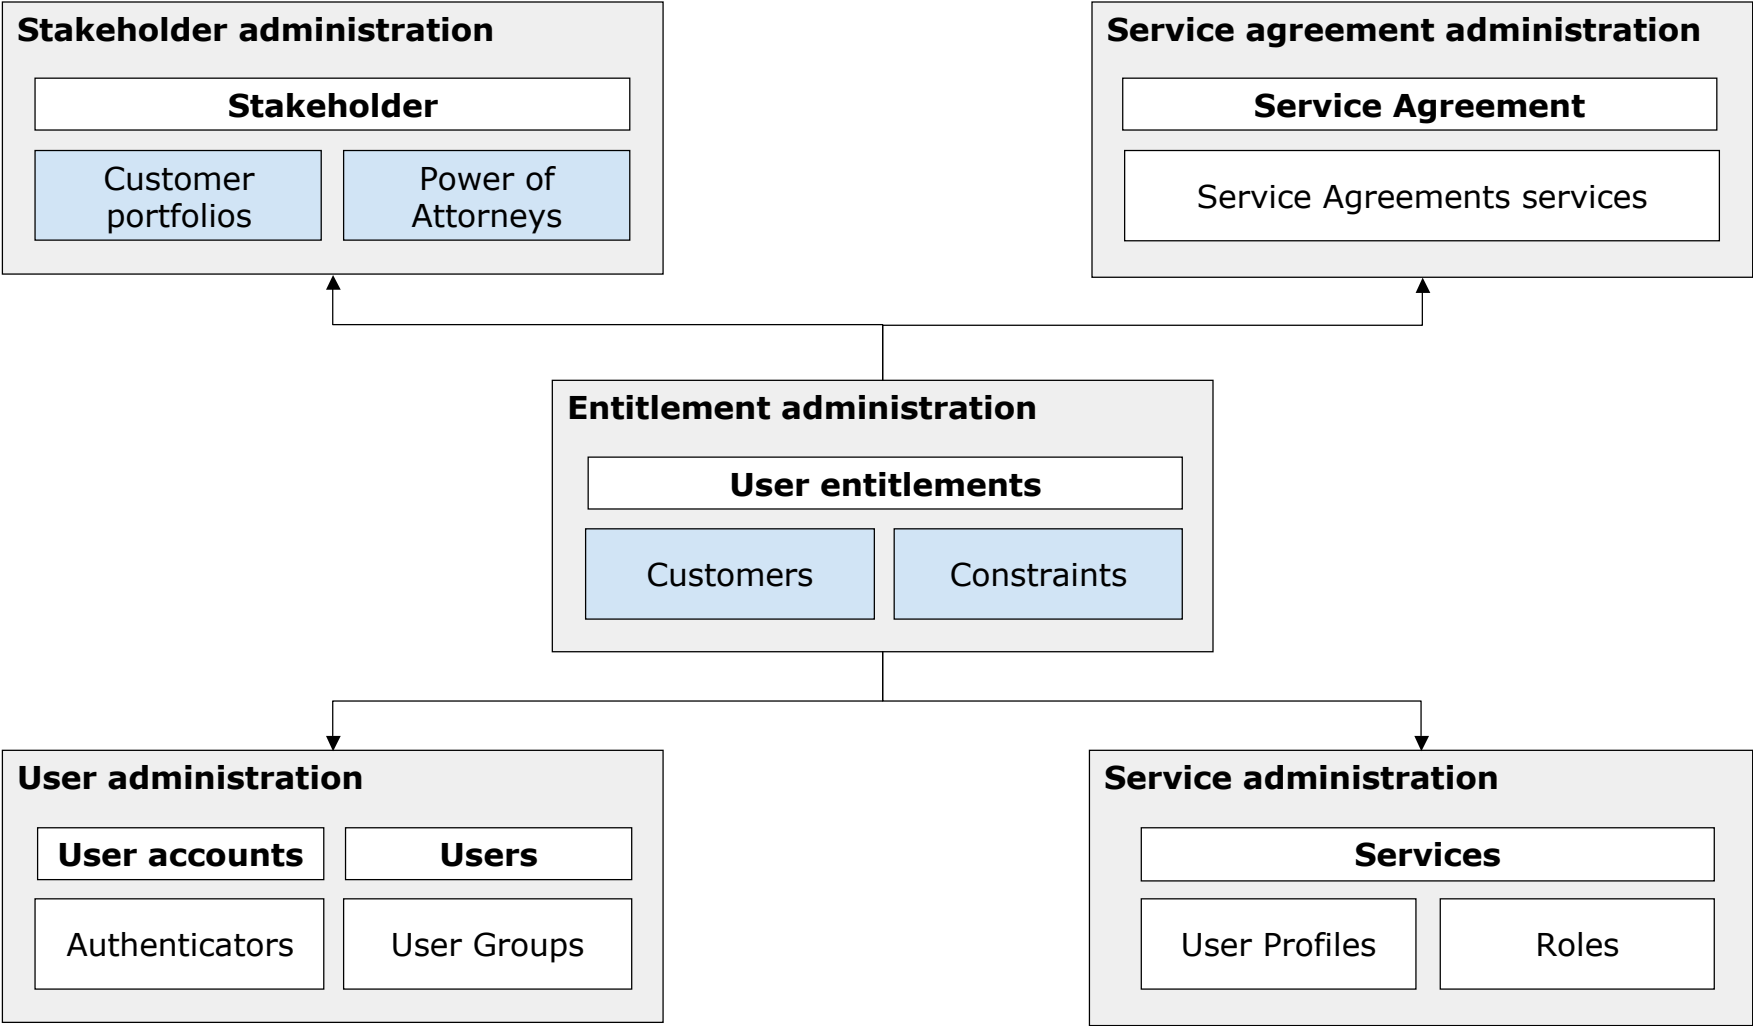 Stakeholder administration
Stakeholder
Customer
portfolios
Power of
Attorneys
Service agreement administration
Service Agreement
Service Agreements services
Entitlement administration
User entitlements
Customers
Constraints
User administration
User accounts
Users
Authenticators
User Groups
Service administration
Services
User Profiles
Roles